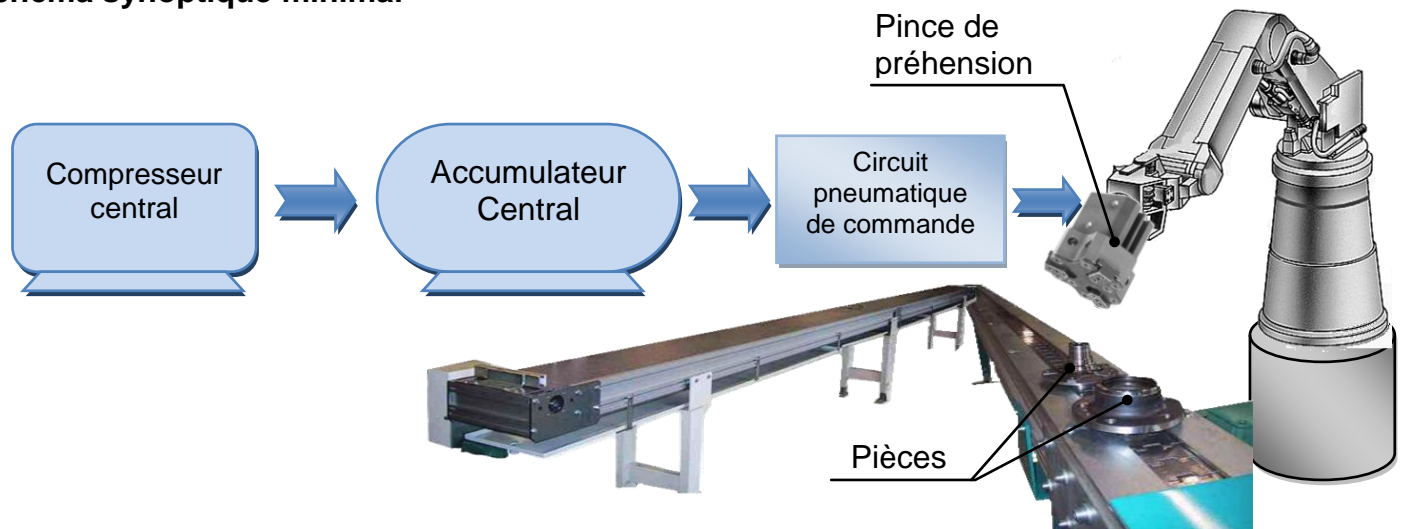 Pince de
préhension
Compresseur
central
Accumulateur
Central
Circuit
pneumatique
de commande
Pièces